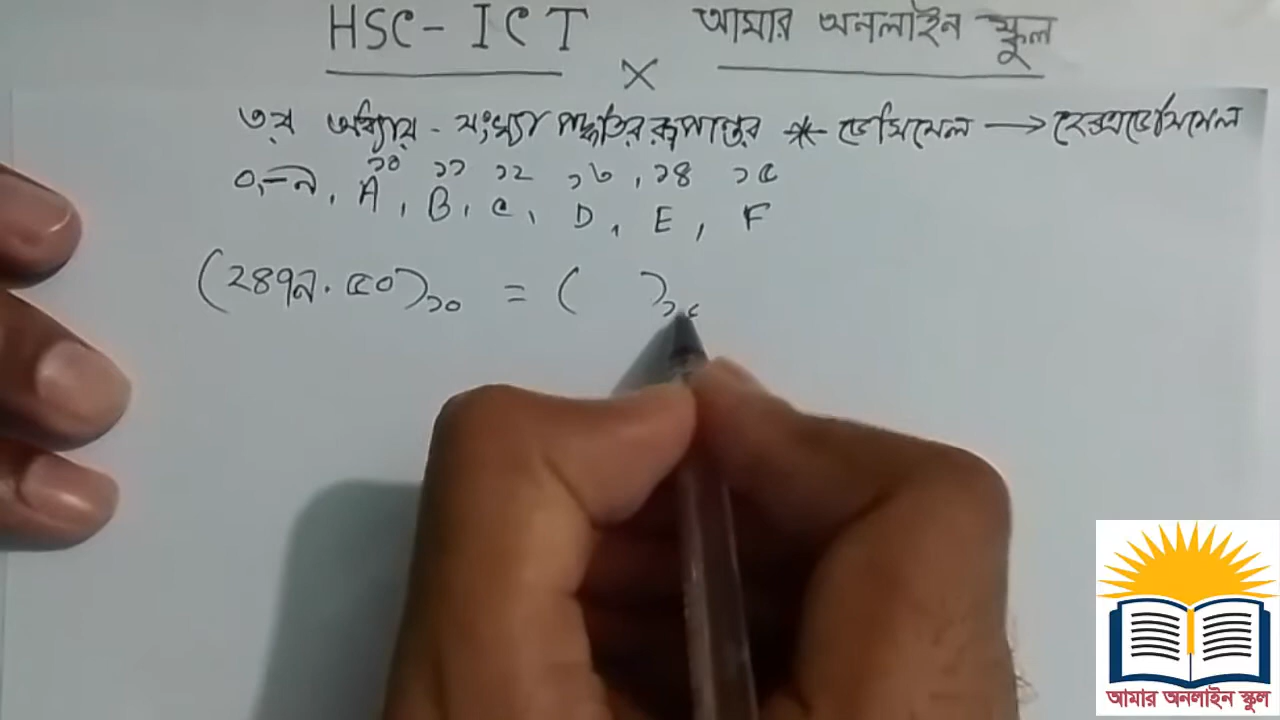 HSC - ICT × আমার অনলাইন স্কুল
৩য় অধ্যায় - সংখ্যা পদ্ধতির রূপান্তর * ডেসিমেল → হেক্সাডেসিমেল
১০ ১১ ১২ ১৩, ১৪ ১৫
০,-৯, A, B, C, D, E, F
(২৪৭৯.৫০)১০ = ( )১৬
আমার অনলাইন স্কুল